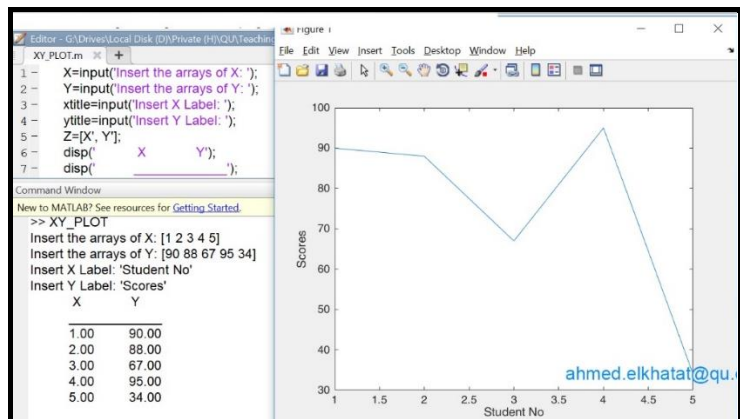 Editor - G:\Drives\Local Disk (D)\Private (H)\QU\Teaching
XY_PLOT.m
1 - X=input('Insert the arrays of X: ');
2 - Y=input('Insert the arrays of Y: ');
3 - xtitle=input('Insert X Label: ');
4 - ytitle=input('Insert Y Label: ');
5 - Z=[X', Y'];
6 - disp(' X Y');
7 - disp(' _______________ ');
Command Window
New to MATLAB? See resources for Getting Started.
>> XY_PLOT
Insert the arrays of X: [1 2 3 4 5]
Insert the arrays of Y: [90 88 67 95 34]
Insert X Label: 'Student No'
Insert Y Label: 'Scores'
X Y
_______________
1.00 90.00
2.00 88.00
3.00 67.00
4.00 95.00
5.00 34.00
Figure 1
File Edit View Insert Tools Desktop Window Help
100
90
80
70
60
50
40
30
Scores
1 1.5 2 2.5 3 3.5 4 4.5 5
Student No
ahmed.elkhatat@qu.